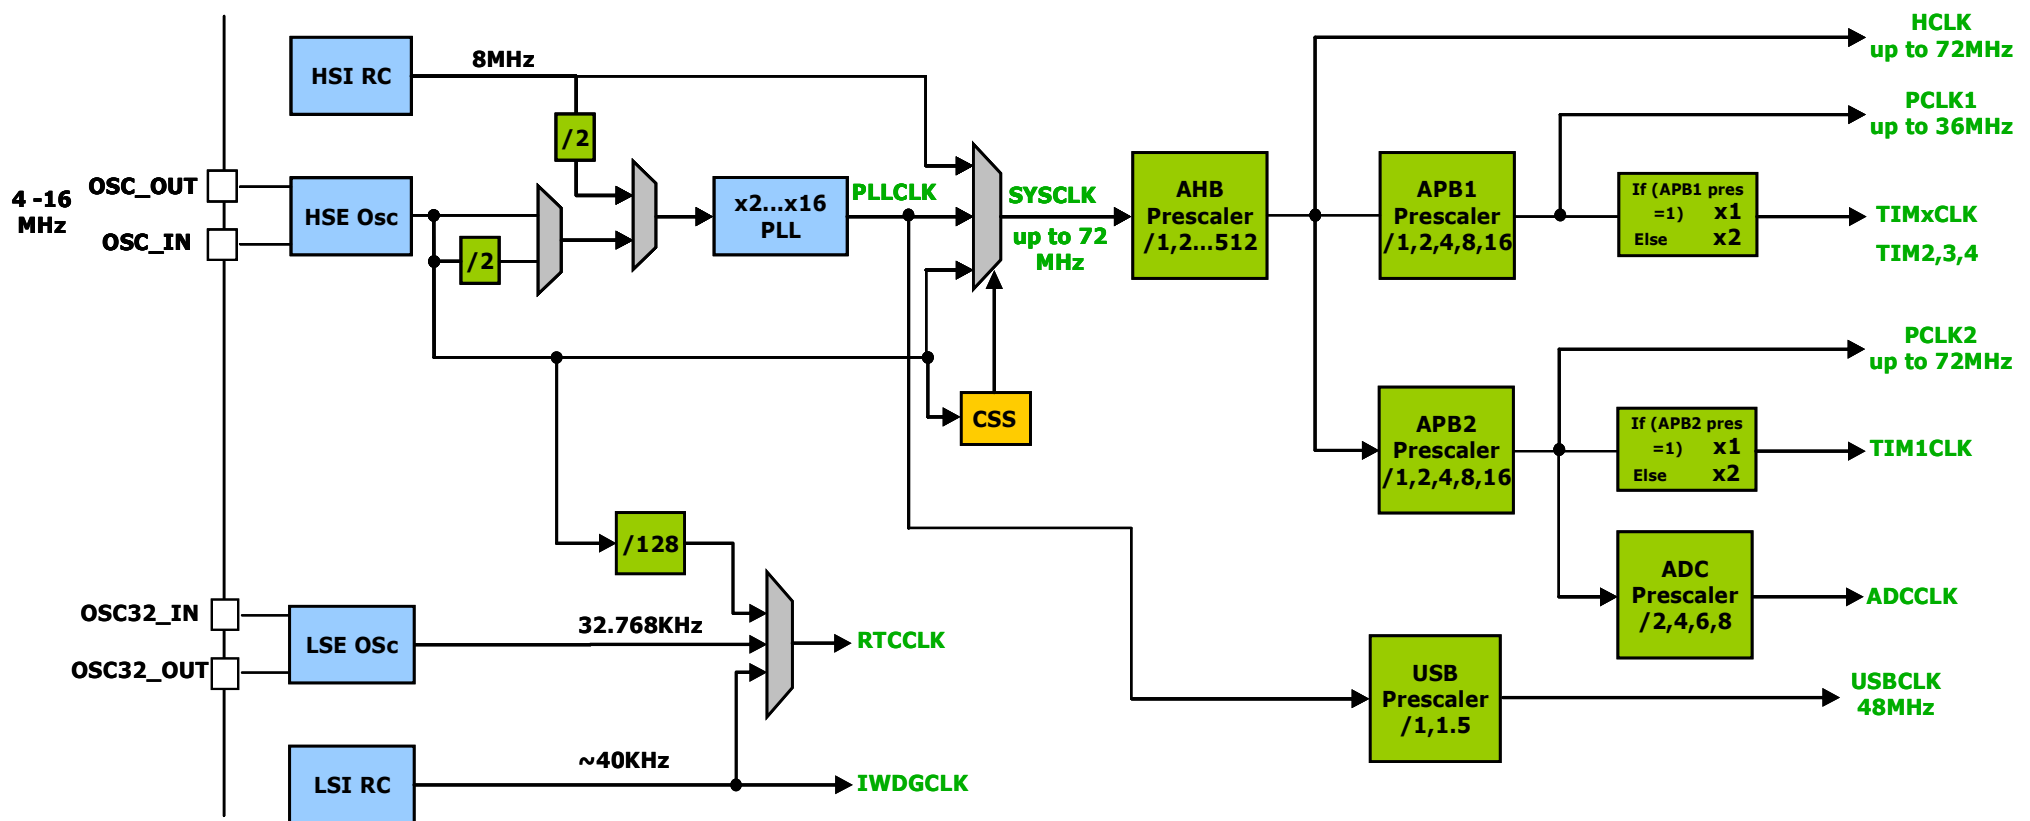 HCLK
up to 72MHz
8MHz
HSI RC
PCLK1
up to 36MHz
/2
4 -16
MHz
OSC_OUT
OSC_IN
HSE Osc
/2
x2...x16
PLL
PLLCLK
SYSCLK
up to 72
MHz
AHB
Prescaler
/1,2...512
APB1
Prescaler
/1,2,4,8,16
If (APB1 pres
=1) x1
Else x2
TIMxCLK
TIM2,3,4
PCLK2
up to 72MHz
CSS
APB2
Prescaler
/1,2,4,8,16
If (APB2 pres
=1) x1
Else x2
TIM1CLK
/128
ADC
Prescaler
/2,4,6,8
ADCCLK
OSC32_IN
OSC32_OUT
LSE OSc
32.768KHz
RTCCLK
USB
Prescaler
/1,1.5
USBCLK
48MHz
LSI RC
~40KHz
IWDGCLK